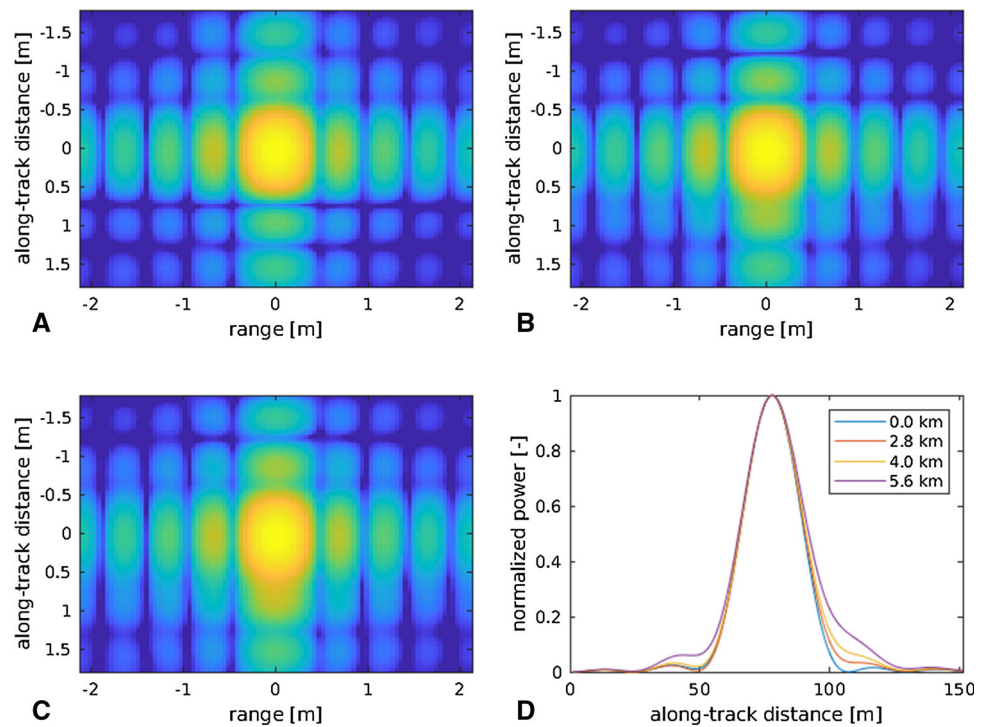 -1.5
-1
-0.5
0
0.5
1
1.5
along-track distance [m]
-2
-1
0
1
2
range [m]
A
-1.5
-1
-0.5
0
0.5
1
1.5
along-track distance [m]
-2
-1
0
1
2
range [m]
B
-1.5
-1
-0.5
0
0.5
1
1.5
along-track distance [m]
-2
-1
0
1
2
range [m]
C
1
0.8
0.6
0.4
0.2
0
normalized power [-]
0.0 km
2.8 km
4.0 km
5.6 km
0
50
100
150
along-track distance [m]
D